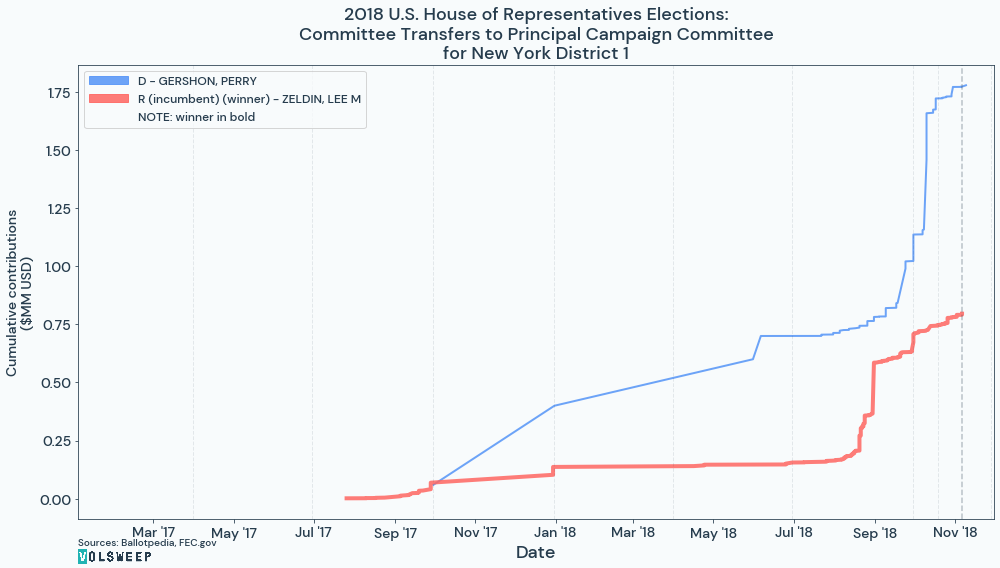 2018 U.S. House of Representatives Elections:
Committee Transfers to Principal Campaign Committee
for New York District 1
D - GERSHON, PERRY
R (incumbent) (winner) - ZELDIN, LEE M
NOTE: winner in bold
Cumulative contributions
($MM USD)
1.75
1.50
1.25
1.00
0.75
0.50
0.25
0.00
Mar '17
May '17
Jul '17
Sep '17
Nov '17
Jan '18
Mar '18
May '18
Jul '18
Sep '18
Nov '18
Date
Sources: Ballotpedia, FEC.gov
VOLSWEEP